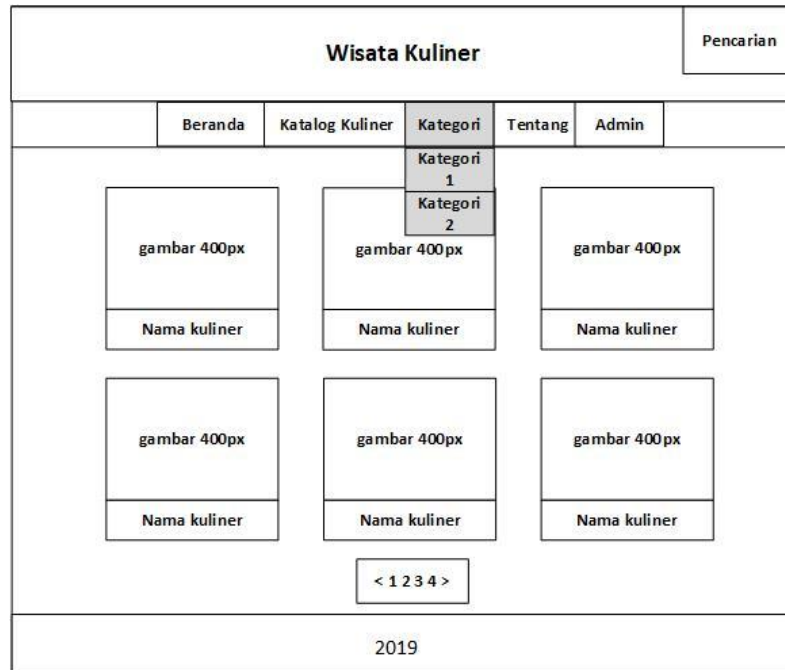 Pencarian
Wisata Kuliner
Beranda
Katalog Kuliner
Kategori
Tentang
Admin
Kategori
1
Kategori
2
gambar 400px
gambar 400px
gambar 400px
Nama kuliner
Nama kuliner
Nama kuliner
gambar 400px
gambar 400px
gambar 400px
Nama kuliner
Nama kuliner
Nama kuliner
< 1 2 3 4 >
2019